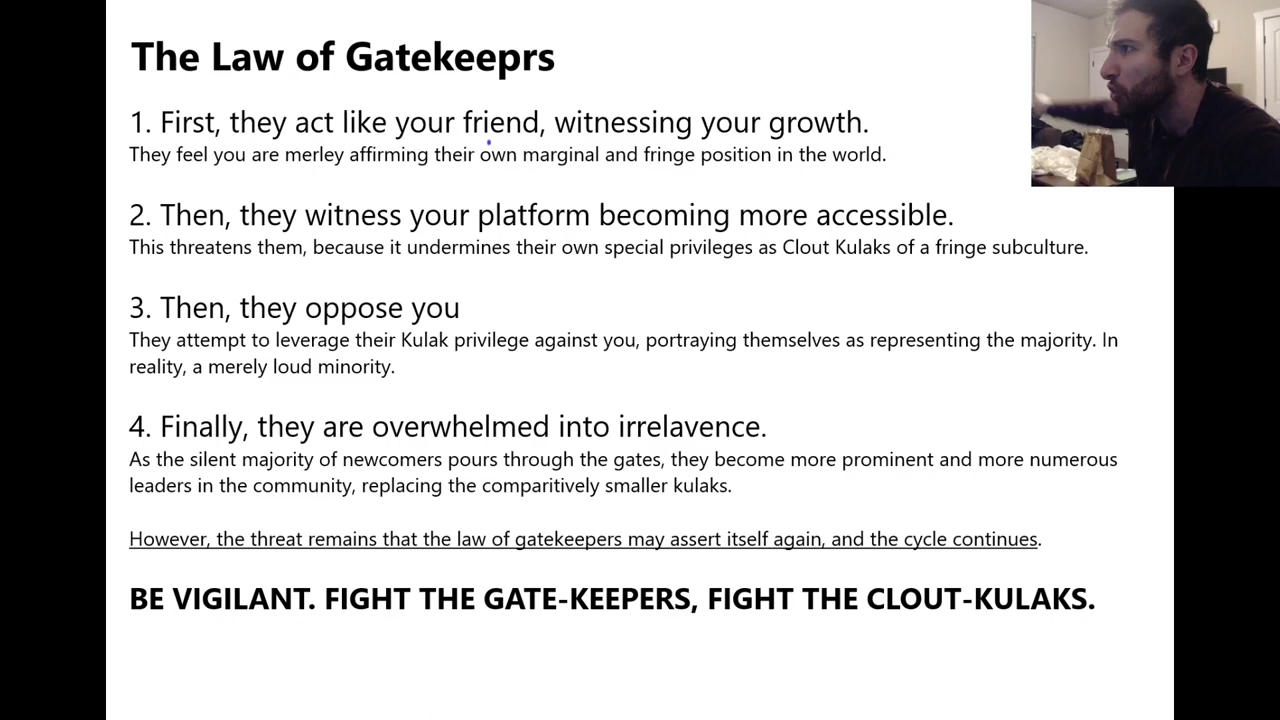 The Law of Gatekeeprs
1. First, they act like your friend, witnessing your growth.
They feel you are merley affirming their own marginal and fringe position in the world.
2. Then, they witness your platform becoming more accessible.
This threatens them, because it undermines their own special privileges as Clout Kulaks of a fringe subculture.
3. Then, they oppose you
They attempt to leverage their Kulak privilege against you, portraying themselves as representing the majority. In
reality, a merely loud minority.
4. Finally, they are overwhelmed into irrelavence.
As the silent majority of newcomers pours through the gates, they become more prominent and more numerous
leaders in the community, replacing the comparitively smaller kulaks.
However, the threat remains that the law of gatekeepers may assert itself again, and the cycle continues.
BE VIGILANT. FIGHT THE GATE-KEEPERS, FIGHT THE CLOUT-KULAKS.